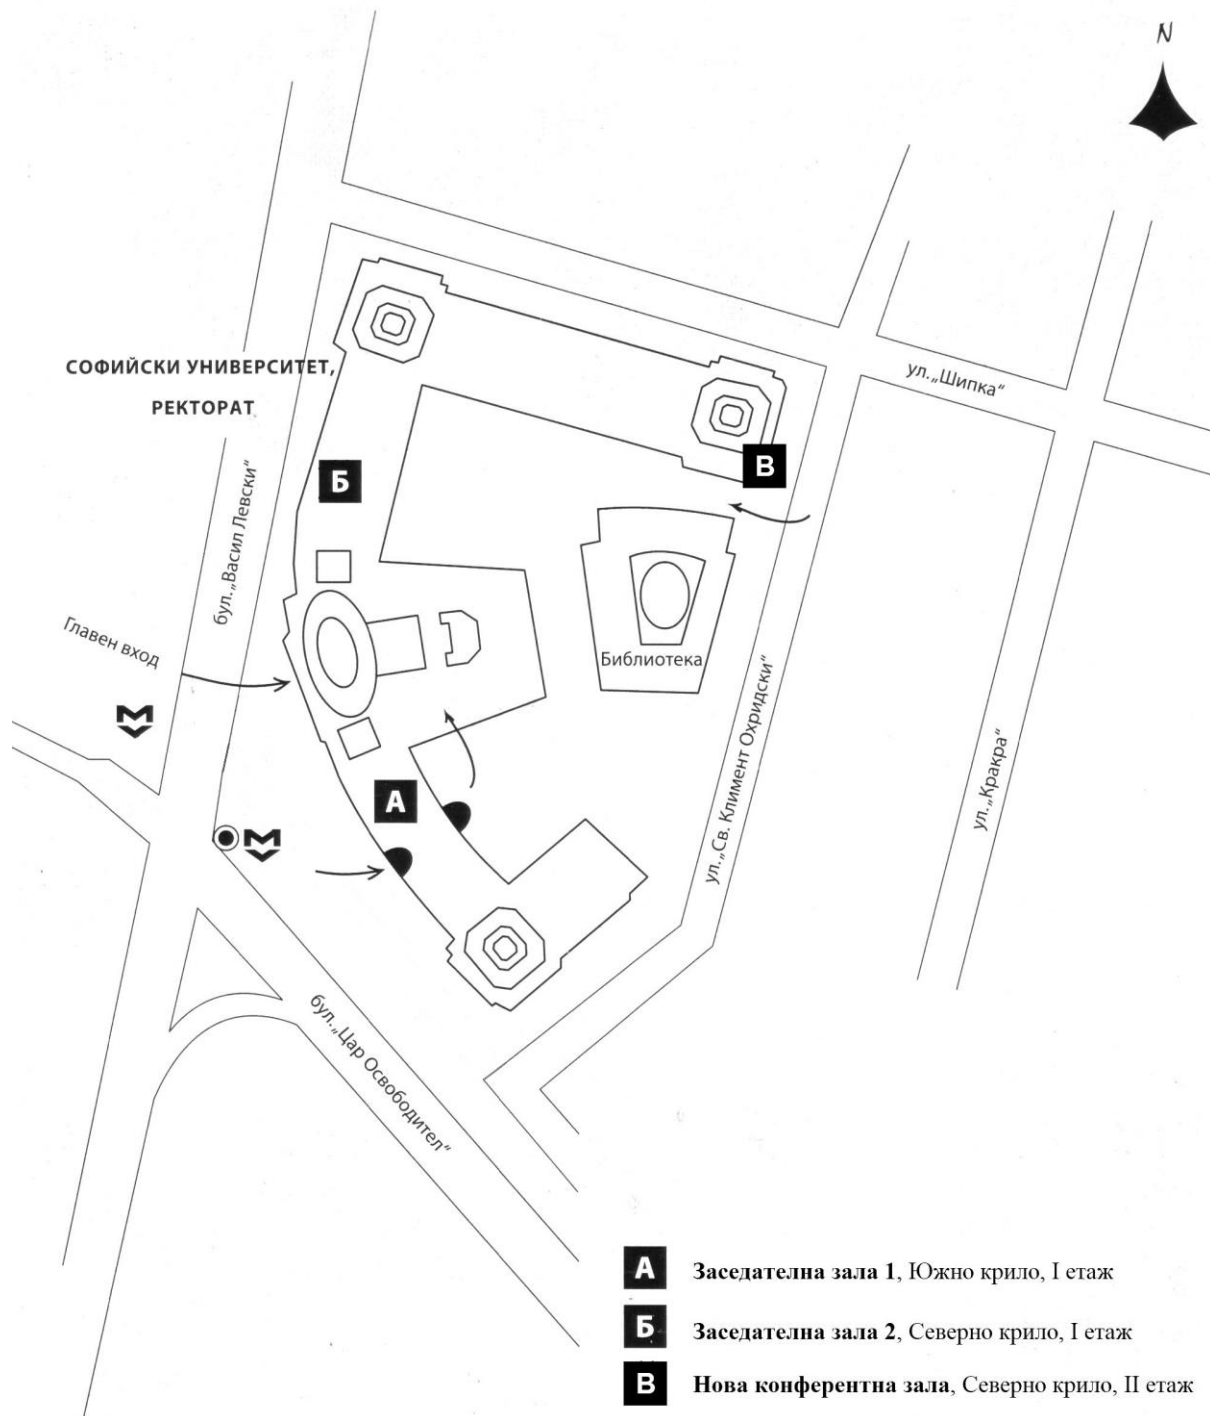 N
СОФИЙСКИ УНИВЕРСИТЕТ,
РЕКТОРАТ
ул. „Шипка“
Б
В
бул. „Васил Левски“
Главен вход
Библиотека
М
А
М
ул. „Св. Климент Охридски“
ул. „Кракра“
бул. „Цар Освободител“
А Заседателна зала 1, Южно крило, I етаж
Б Заседателна зала 2, Северно крило, I етаж
В Нова конферентна зала, Северно крило, II етаж